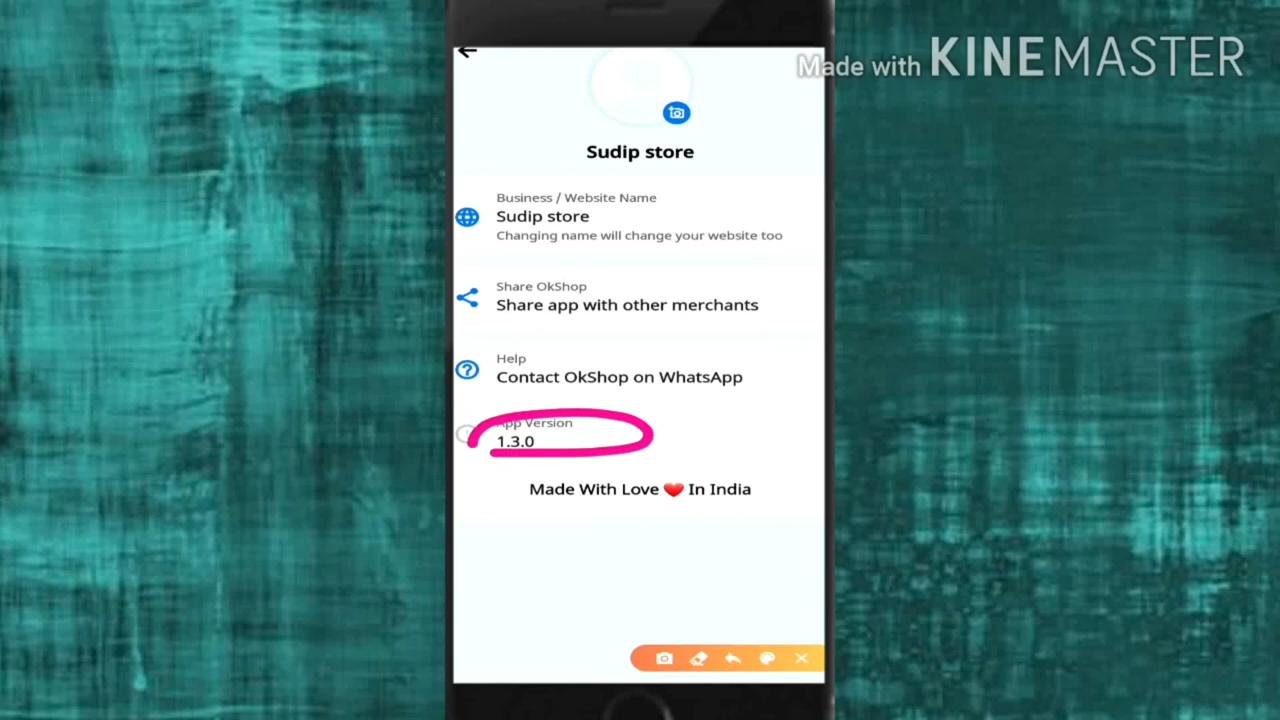 Made with KINEMASTER
Sudip store
Business / Website Name
Sudip store
Changing name will change your website too
Share OkShop
Share app with other merchants
Help
Contact OkShop on WhatsApp
App Version
1.3.0
Made With Love ❤️ In India